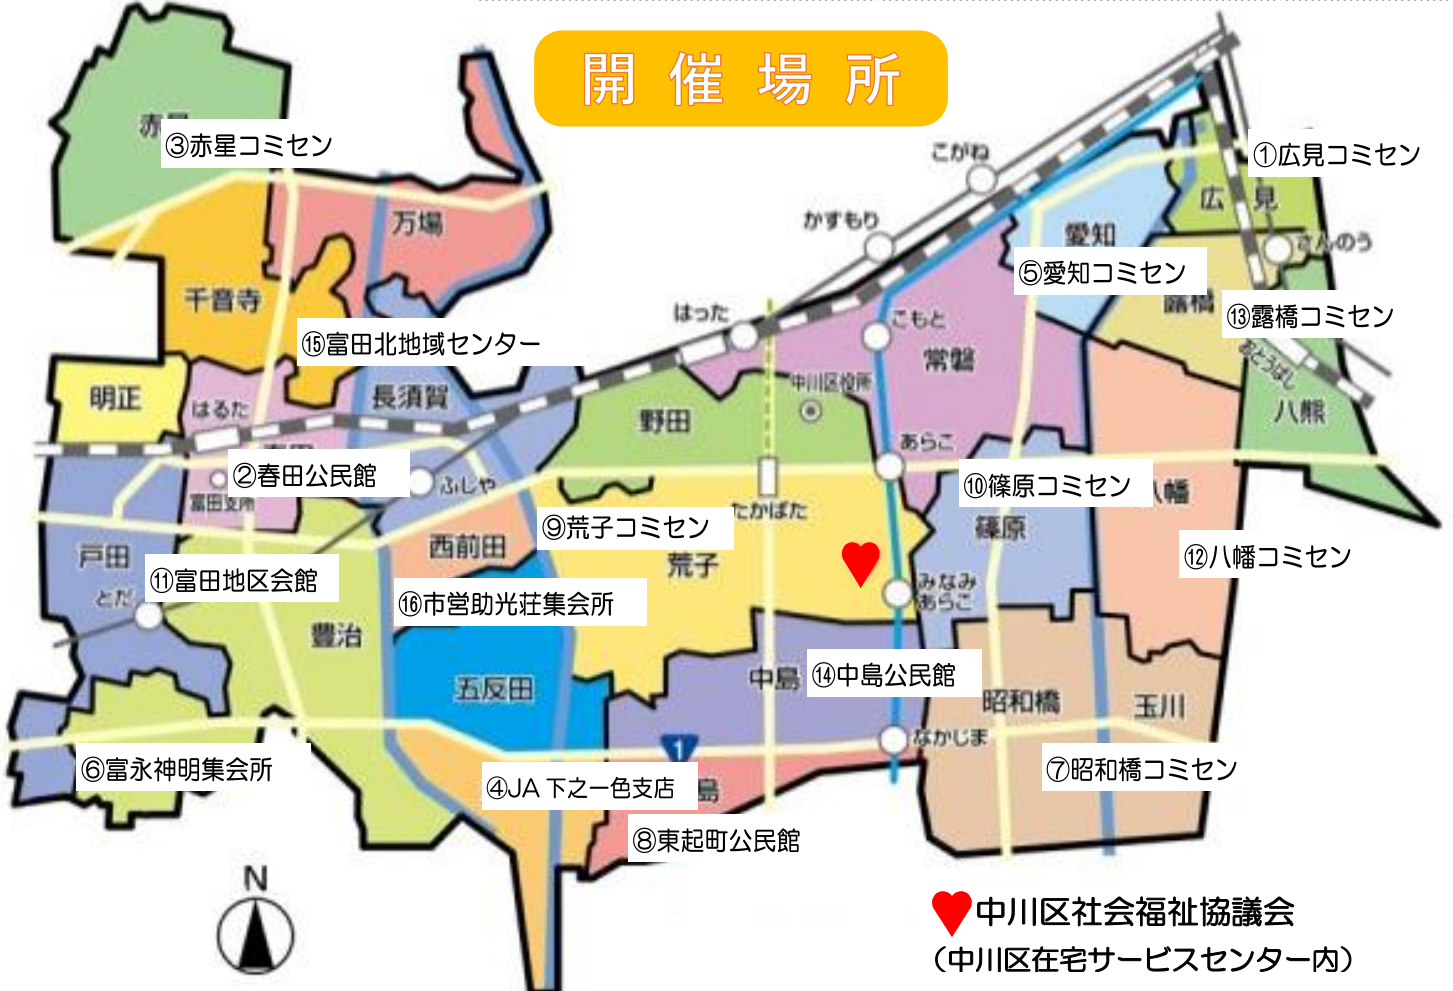 開催場所
①広見コミセン
こがね
③赤星コミセン
広見
かすもり
万場
愛知
さんのう
⑤愛知コミセン
千音寺
露橋
はった
こもと
⑬露橋コミセン
⑮富田北地域センター
常磐
中川区役所
明正
長須賀
はるた
野田
八熊
あらこ
②春田公民館
ふしや
⑩篠原コミセン
八幡
富田支所
たかばた
⑨荒子コミセン
篠原
西前田
戸田
荒子
⑫八幡コミセン
⑪富田地区会館
みなみ
あらこ
とだ
⑯市営助光荘集会所
豊治
中島
⑭中島公民館
五反田
昭和橋
玉川
なかじま
1
⑥富永神明集会所
⑦昭和橋コミセン
④JA下之一色支店
島
⑧東起町公民館
N
中川区社会福祉協議会
（中川区在宅サービスセンター内）